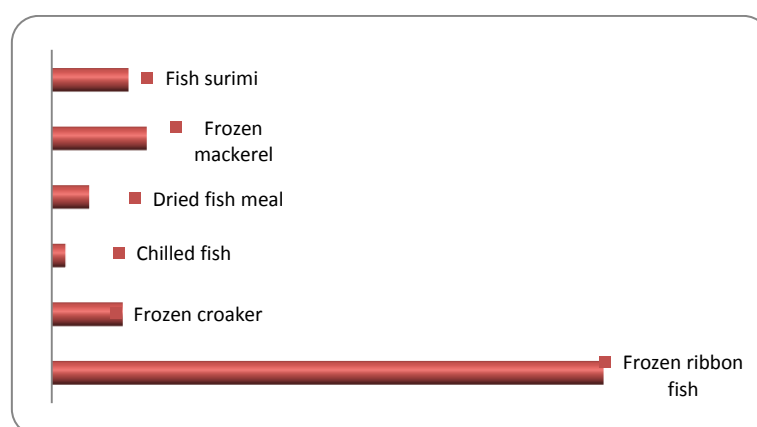 Fish surimi
Frozen
mackerel
Dried fish meal
Chilled fish
Frozen croaker
Frozen ribbon
fish